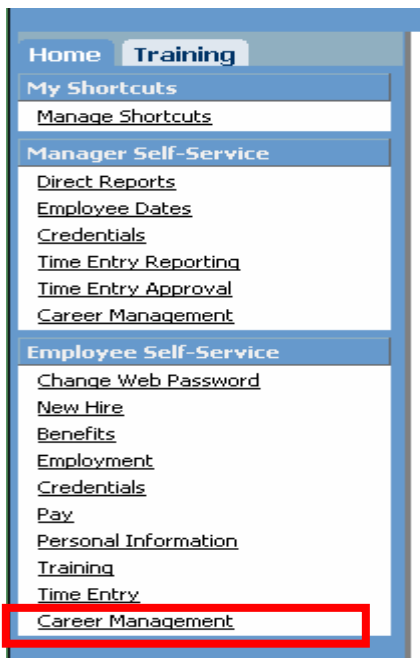 Home Training
My Shortcuts
Manage Shortcuts
Manager Self-Service
Direct Reports
Employee Dates
Credentials
Time Entry Reporting
Time Entry Approval
Career Management
Employee Self-Service
Change Web Password
New Hire
Benefits
Employment
Credentials
Pay
Personal Information
Training
Time Entry
Career Management